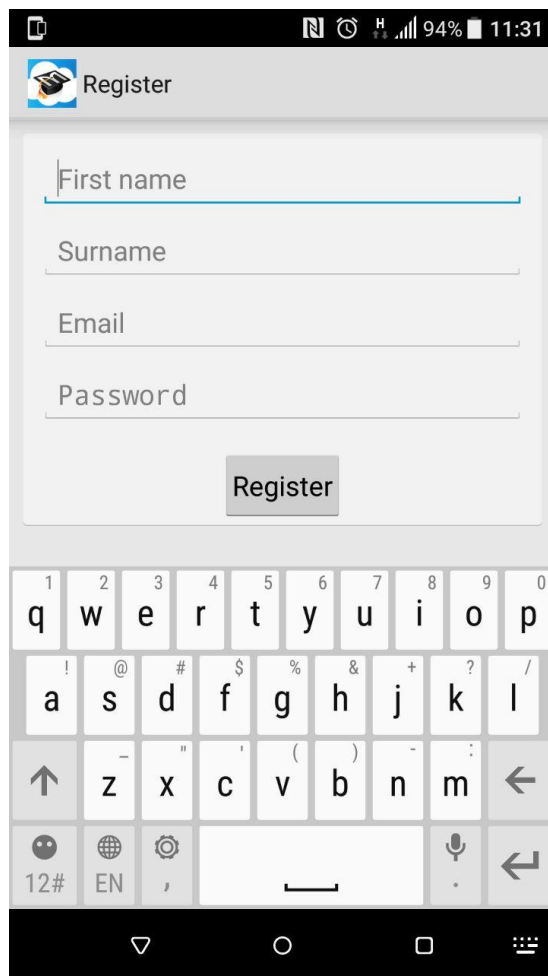 H 94% 11:31
Register
First name
Surname
Email
Password
Register
1 2 3 4 5 6 7 8 9 0
q w e r t y u i o p
! @ # $ % & + ? /
a s d f g h j k l
_ " ' ( ) - :
z x c v b n m
12# EN , .